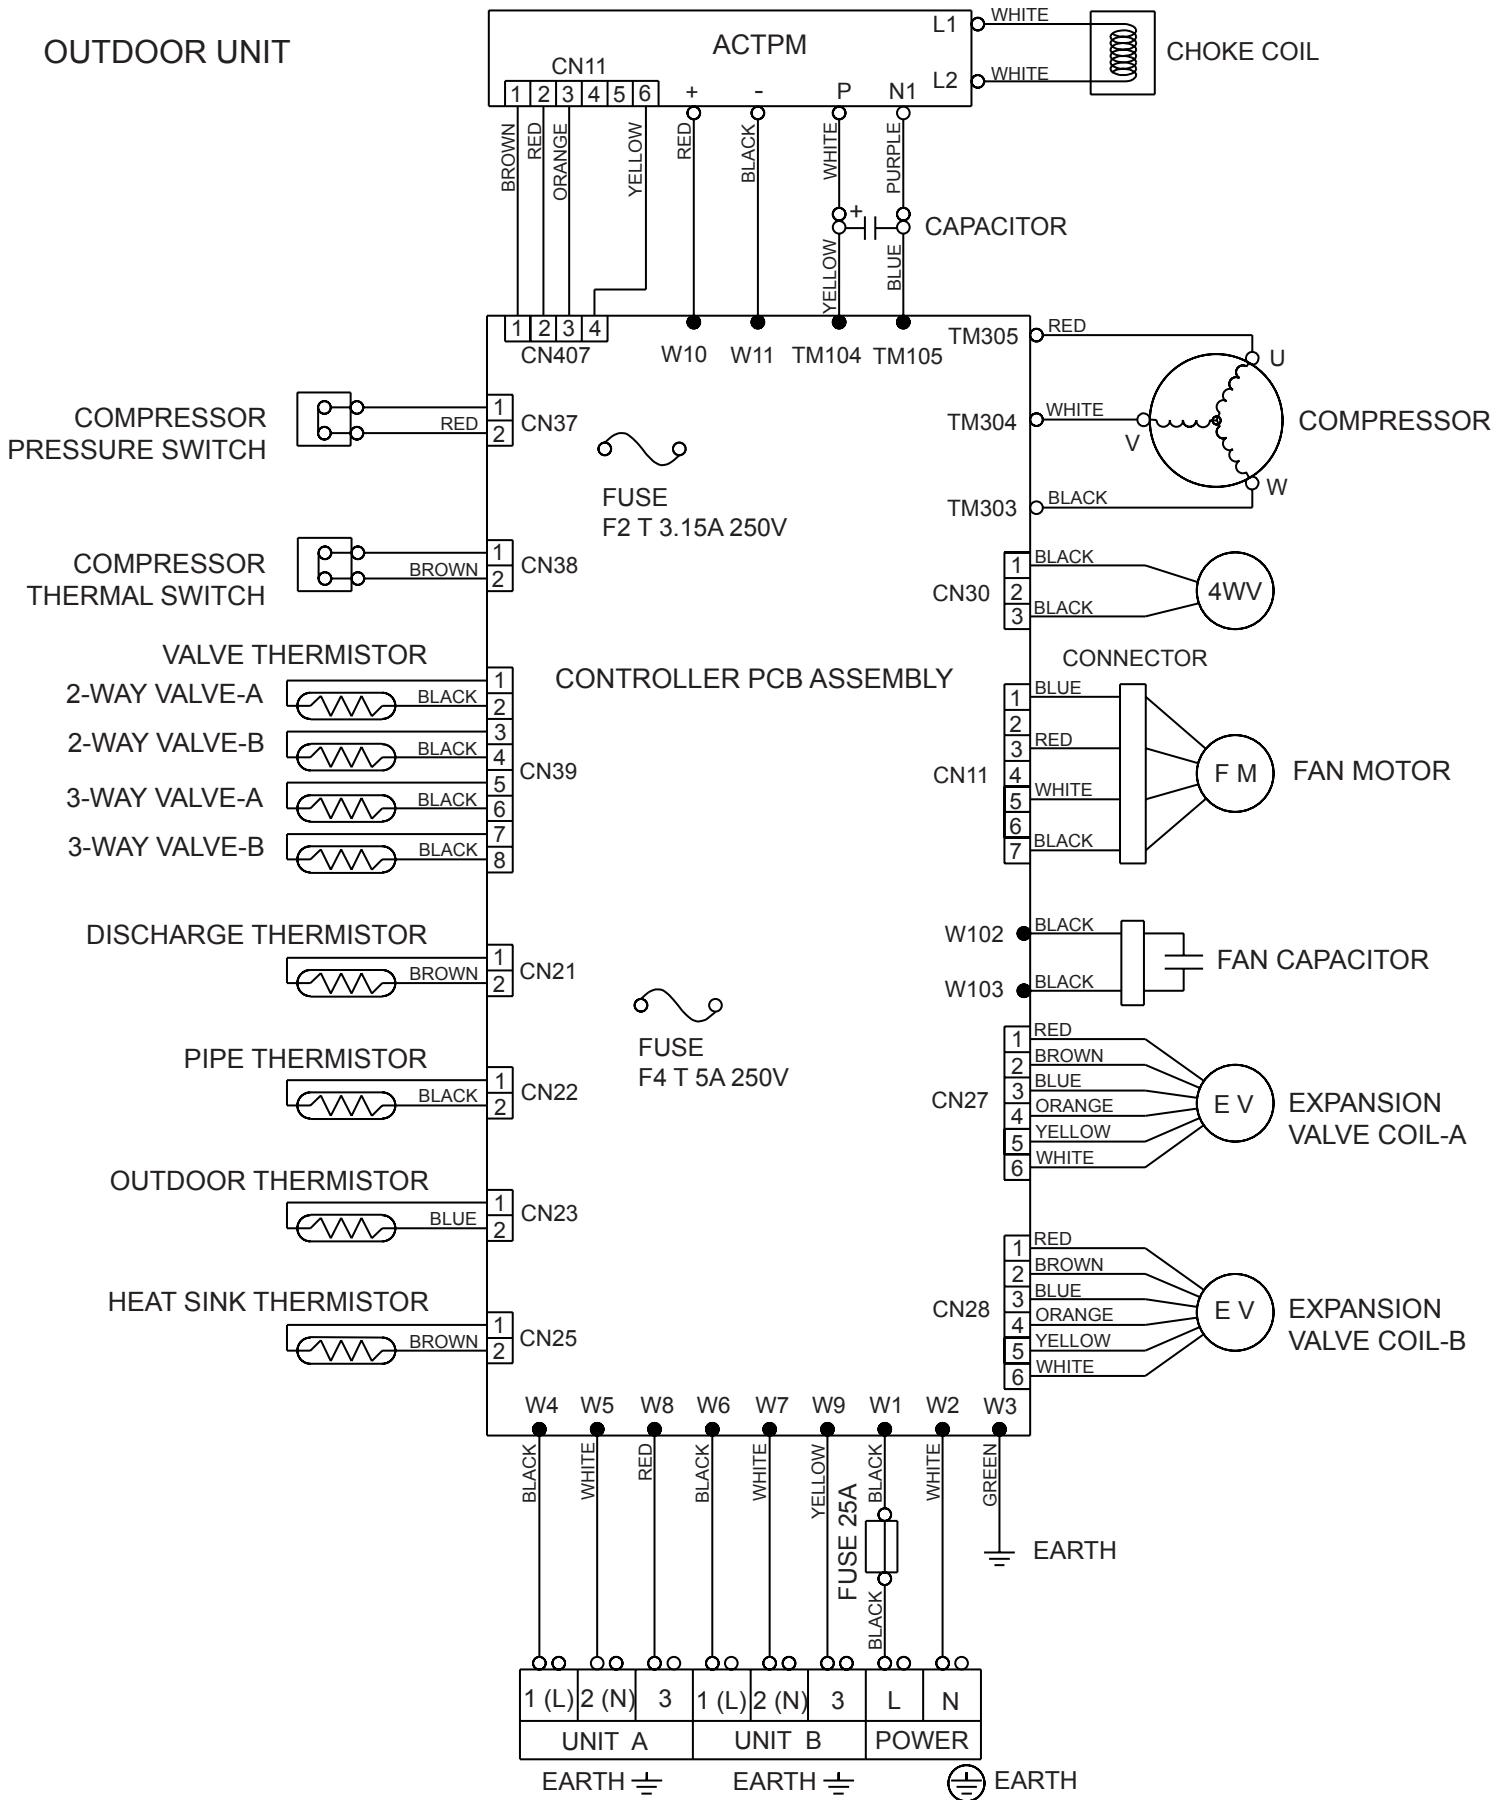 OUTDOOR UNIT
ACTPM
CN11
1 2 3 4 5 6
+ - P N1
L1 WHITE
L2 WHITE
CHOKE COIL
BROWN
RED
ORANGE
YELLOW
RED
BLACK
WHITE
PURPLE
+
CAPACITOR
YELLOW
BLUE
1 2 3 4
CN407
W10 W11 TM104 TM105
TM305 RED
U
TM304 WHITE
V
COMPRESSOR
W
TM303 BLACK
COMPRESSOR
PRESSURE SWITCH
RED
1
2
CN37
FUSE
F2 T 3.15A 250V
COMPRESSOR
THERMAL SWITCH
BROWN
1
2
CN38
CN30
1 BLACK
2
3 BLACK
4WV
VALVE THERMISTOR
2-WAY VALVE-A
BLACK
2-WAY VALVE-B
BLACK
3-WAY VALVE-A
BLACK
3-WAY VALVE-B
BLACK
1
2
3
4
5
6
7
8
CN39
CONTROLLER PCB ASSEMBLY
CONNECTOR
CN11
1 BLUE
2
3 RED
4
5 WHITE
6
7 BLACK
F M
FAN MOTOR
DISCHARGE THERMISTOR
BROWN
1
2
CN21
W102 BLACK
W103 BLACK
FAN CAPACITOR
FUSE
F4 T 5A 250V
PIPE THERMISTOR
BLACK
1
2
CN22
CN27
1 RED
2 BROWN
3 BLUE
4 ORANGE
5 YELLOW
6 WHITE
E V
EXPANSION
VALVE COIL-A
OUTDOOR THERMISTOR
BLUE
1
2
CN23
HEAT SINK THERMISTOR
BROWN
1
2
CN25
CN28
1 RED
2 BROWN
3 BLUE
4 ORANGE
5 YELLOW
6 WHITE
E V
EXPANSION
VALVE COIL-B
W4 W5 W8 W6 W7 W9 W1 W2 W3
BLACK
WHITE
RED
BLACK
WHITE
YELLOW
BLACK
WHITE
GREEN
FUSE 25A
BLACK
EARTH
1 (L) 2 (N) 3 1 (L) 2 (N) 3 L N
UNIT A UNIT B POWER
EARTH EARTH EARTH